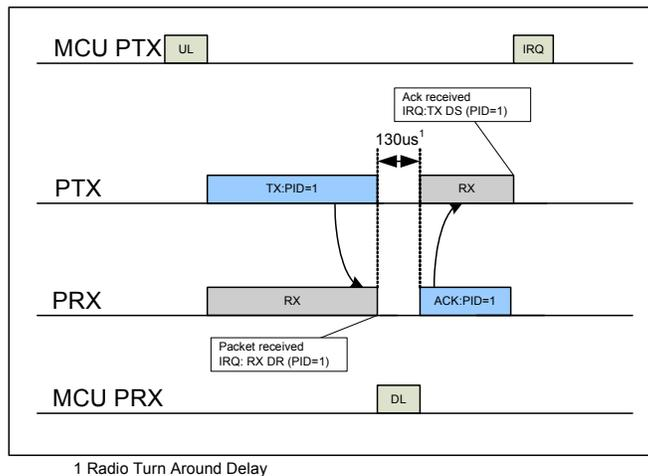 MCU PTX
UL
IRQ
Ack received
IRQ:TX DS (PID=1)
130us1
PTX
TX:PID=1
RX
PRX
RX
ACK:PID=1
Packet received
IRQ: RX DR (PID=1)
MCU PRX
DL
1 Radio Turn Around Delay